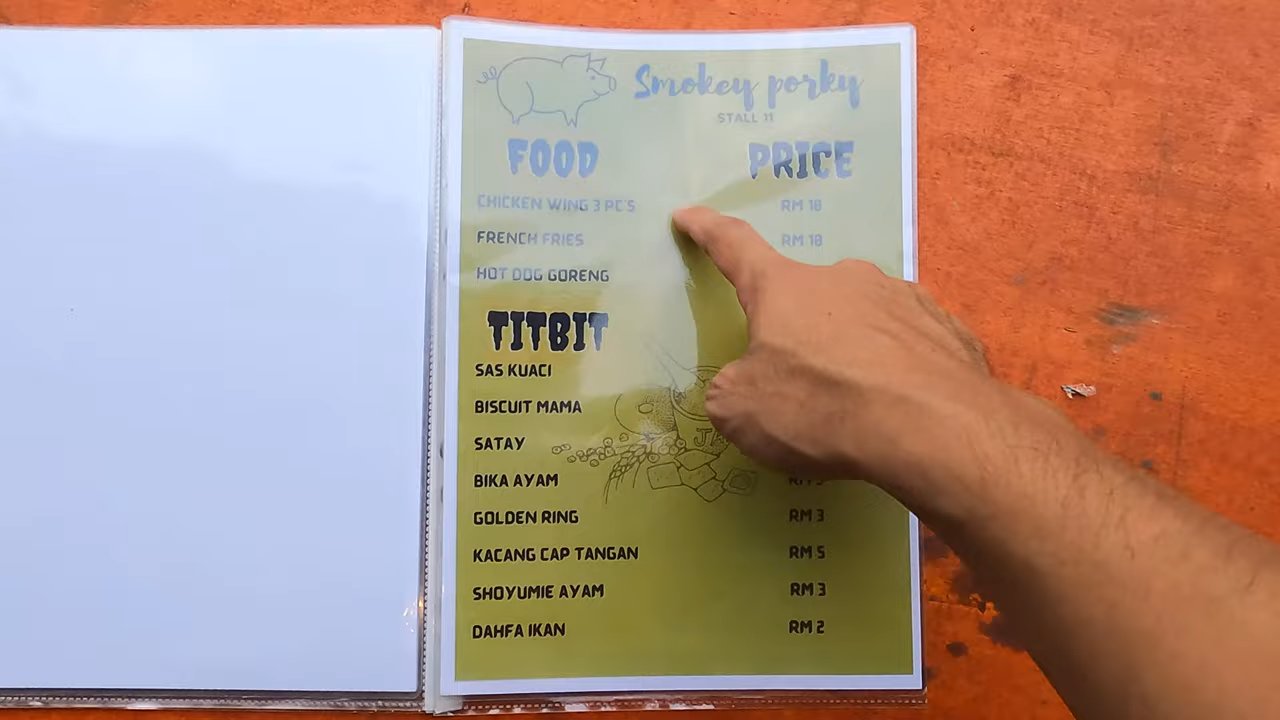 Smokey porky
STALL 11
FOOD PRICE
CHICKEN WING 3 PC'S RM 18
FRENCH FRIES RM 18
HOT DOG GORENG
TITBIT
SAS KUACI
BISCUIT MAMA
SATAY
BIKA AYAM
GOLDEN RING RM 3
KACANG CAP TANGAN RM 5
SHOYUMIE AYAM RM 3
DAHFA IKAN RM 2